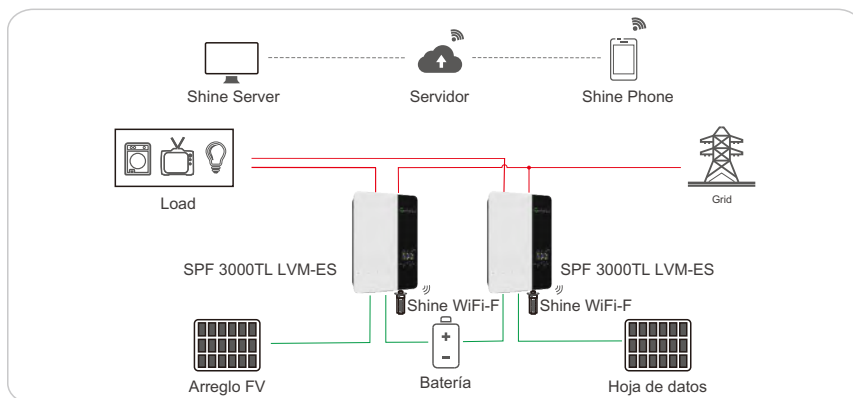 Shine Server
Servidor
Shine Phone
Load
Grid
SPF 3000TL LVM-ES
SPF 3000TL LVM-ES
Shine WiFi-F
Shine WiFi-F
+
−
Arreglo FV
Batería
Hoja de datos